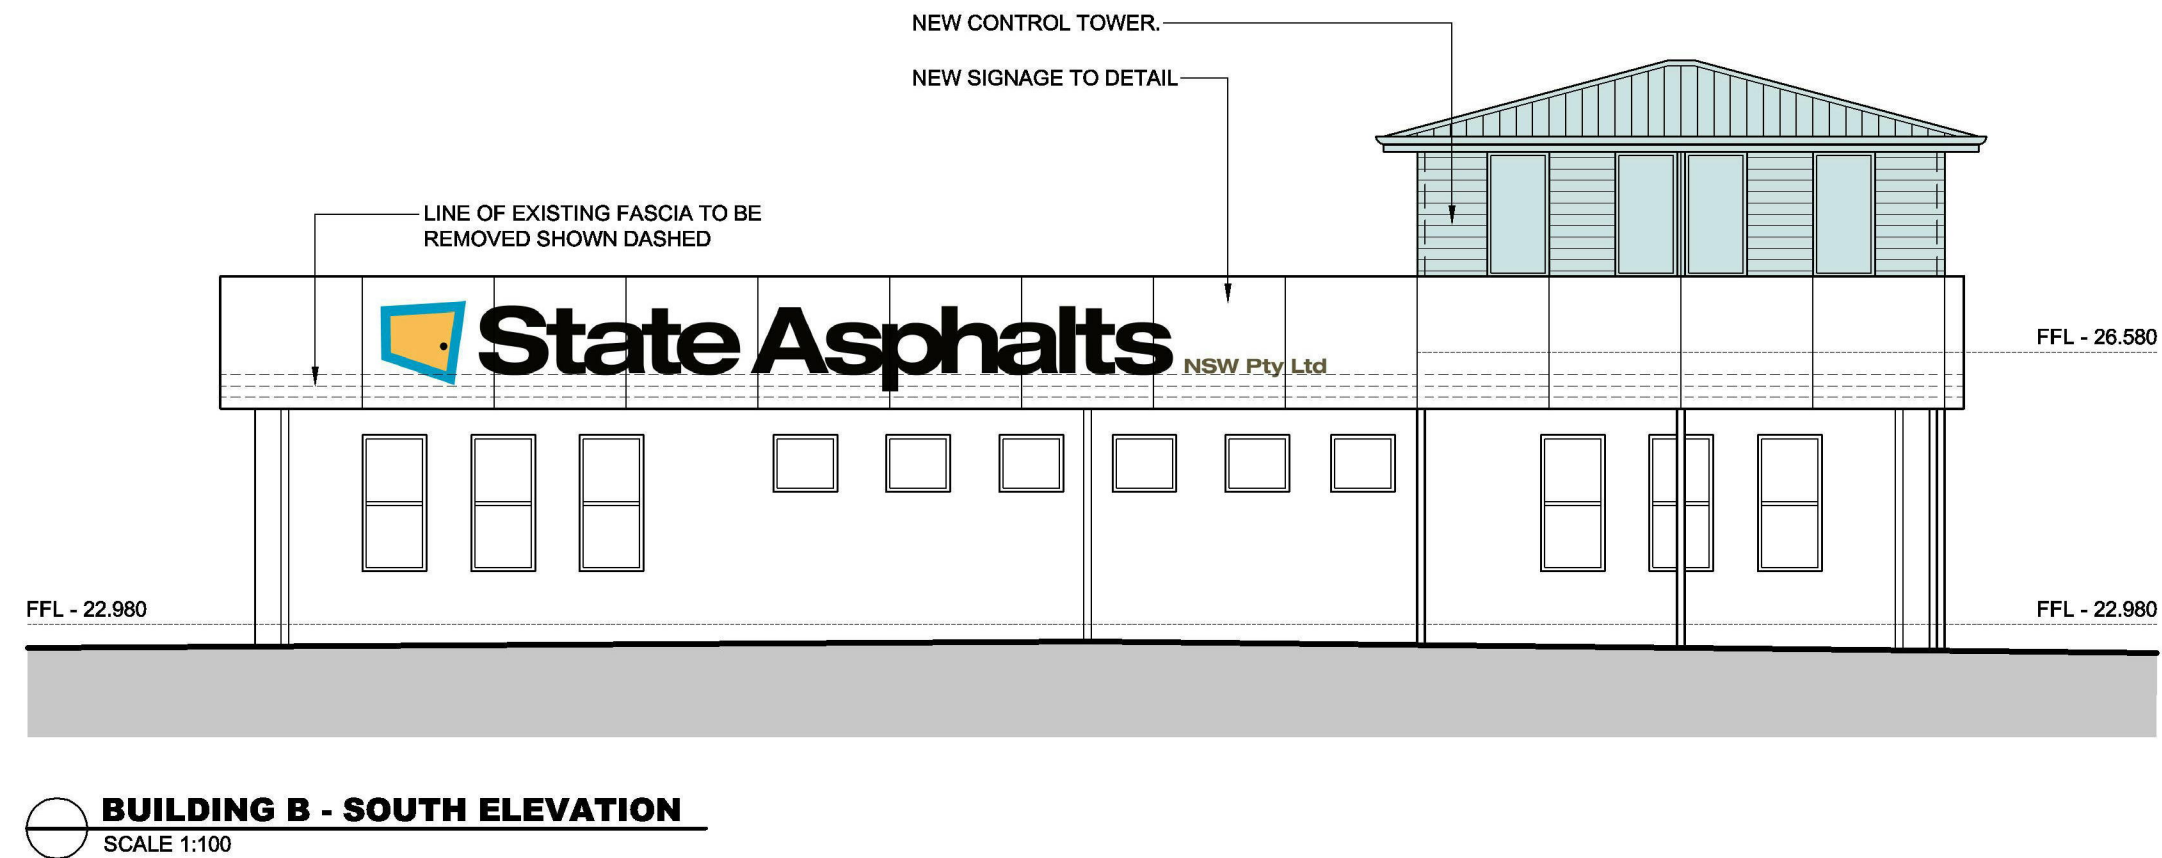 NEW CONTROL TOWER.
NEW SIGNAGE TO DETAIL
LINE OF EXISTING FASCIA TO BE
REMOVED SHOWN DASHED
State Asphalts NSW Pty Ltd
FFL - 26.580
FFL - 22.980
FFL - 22.980
BUILDING B - SOUTH ELEVATION
SCALE 1:100